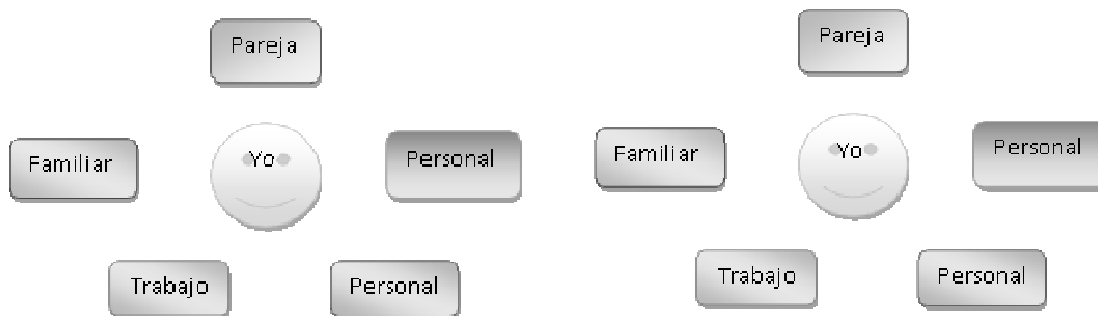 Pareja
Familiar
Yo
Personal
Trabajo
Personal
Pareja
Familiar
Yo
Personal
Trabajo
Personal